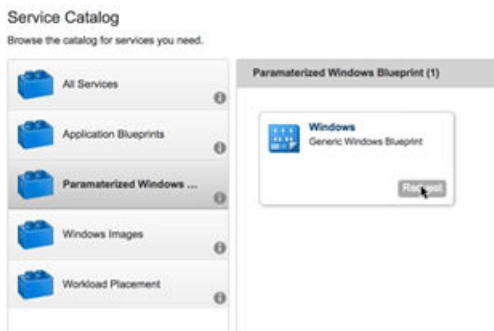 Service Catalog
Browse the catalog for services you need.
All Services
Application Blueprints
Paramaterized Windows ...
Windows Images
Workload Placement
Paramaterized Windows Blueprint (1)
Windows
Generic Windows Blueprint
Request